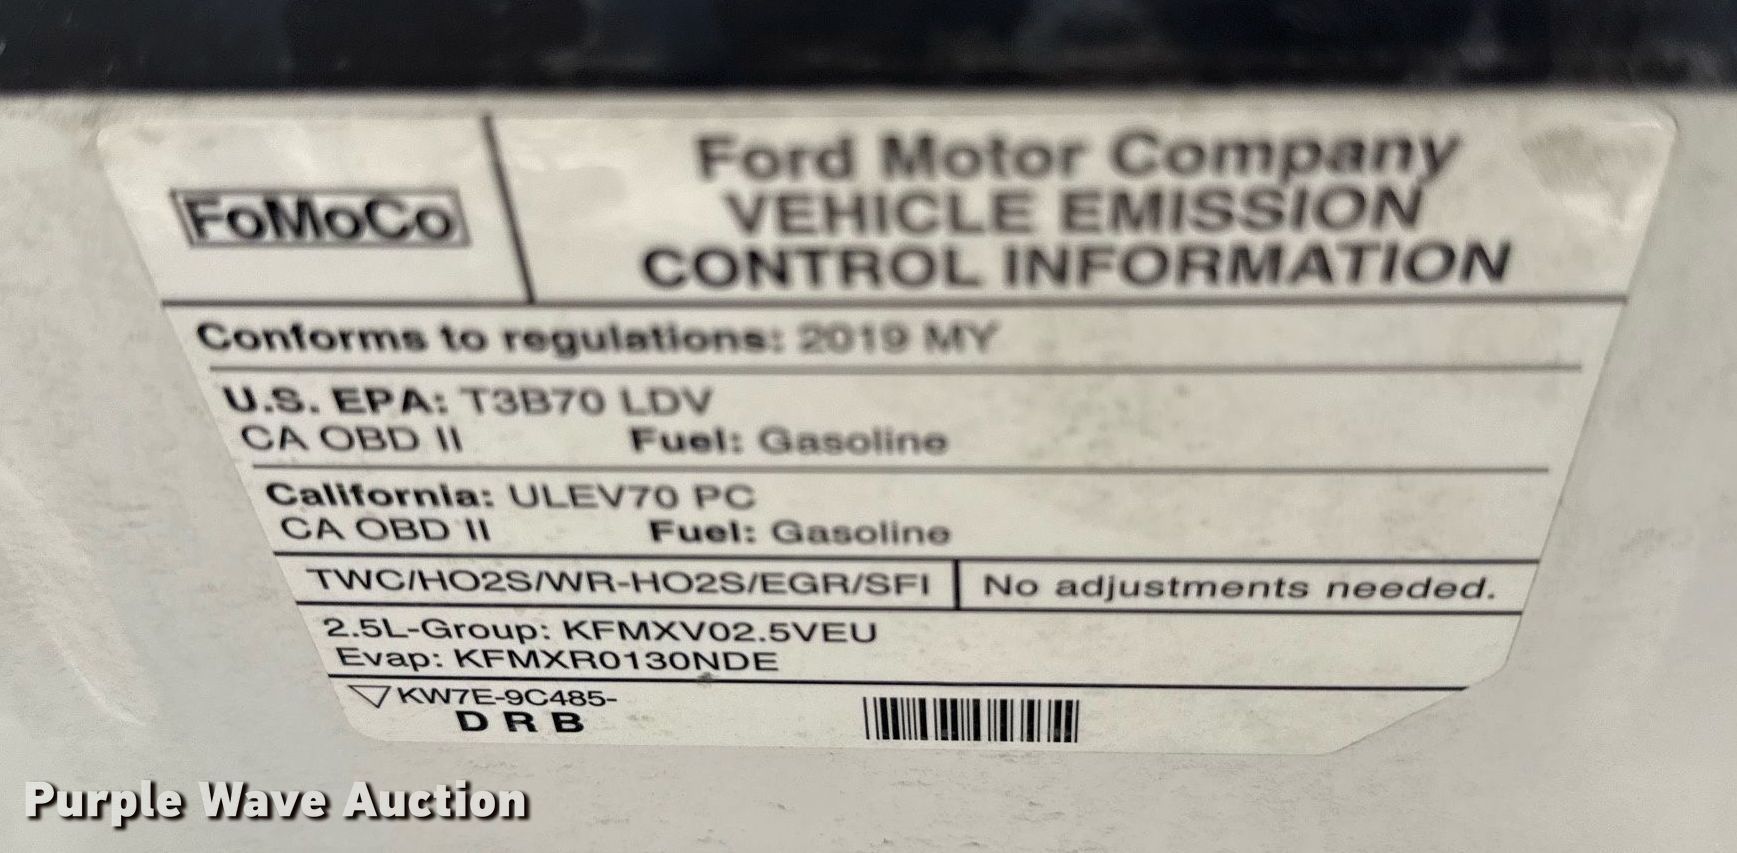 FoMoCo
Ford Motor Company
VEHICLE EMISSION
CONTROL INFORMATION
Conforms to regulations: 2019 MY
U.S. EPA: T3B70 LDV
CA OBD II Fuel: Gasoline
California: ULEV70 PC
CA OBD II Fuel: Gasoline
TWC/HO2S/WR-HO2S/EGR/SFI No adjustments needed.
2.5L-Group: KFMXV02.5VEU
Evap: KFMXR0130NDE
KW7E-9C485-
D R B
Purple Wave Auction